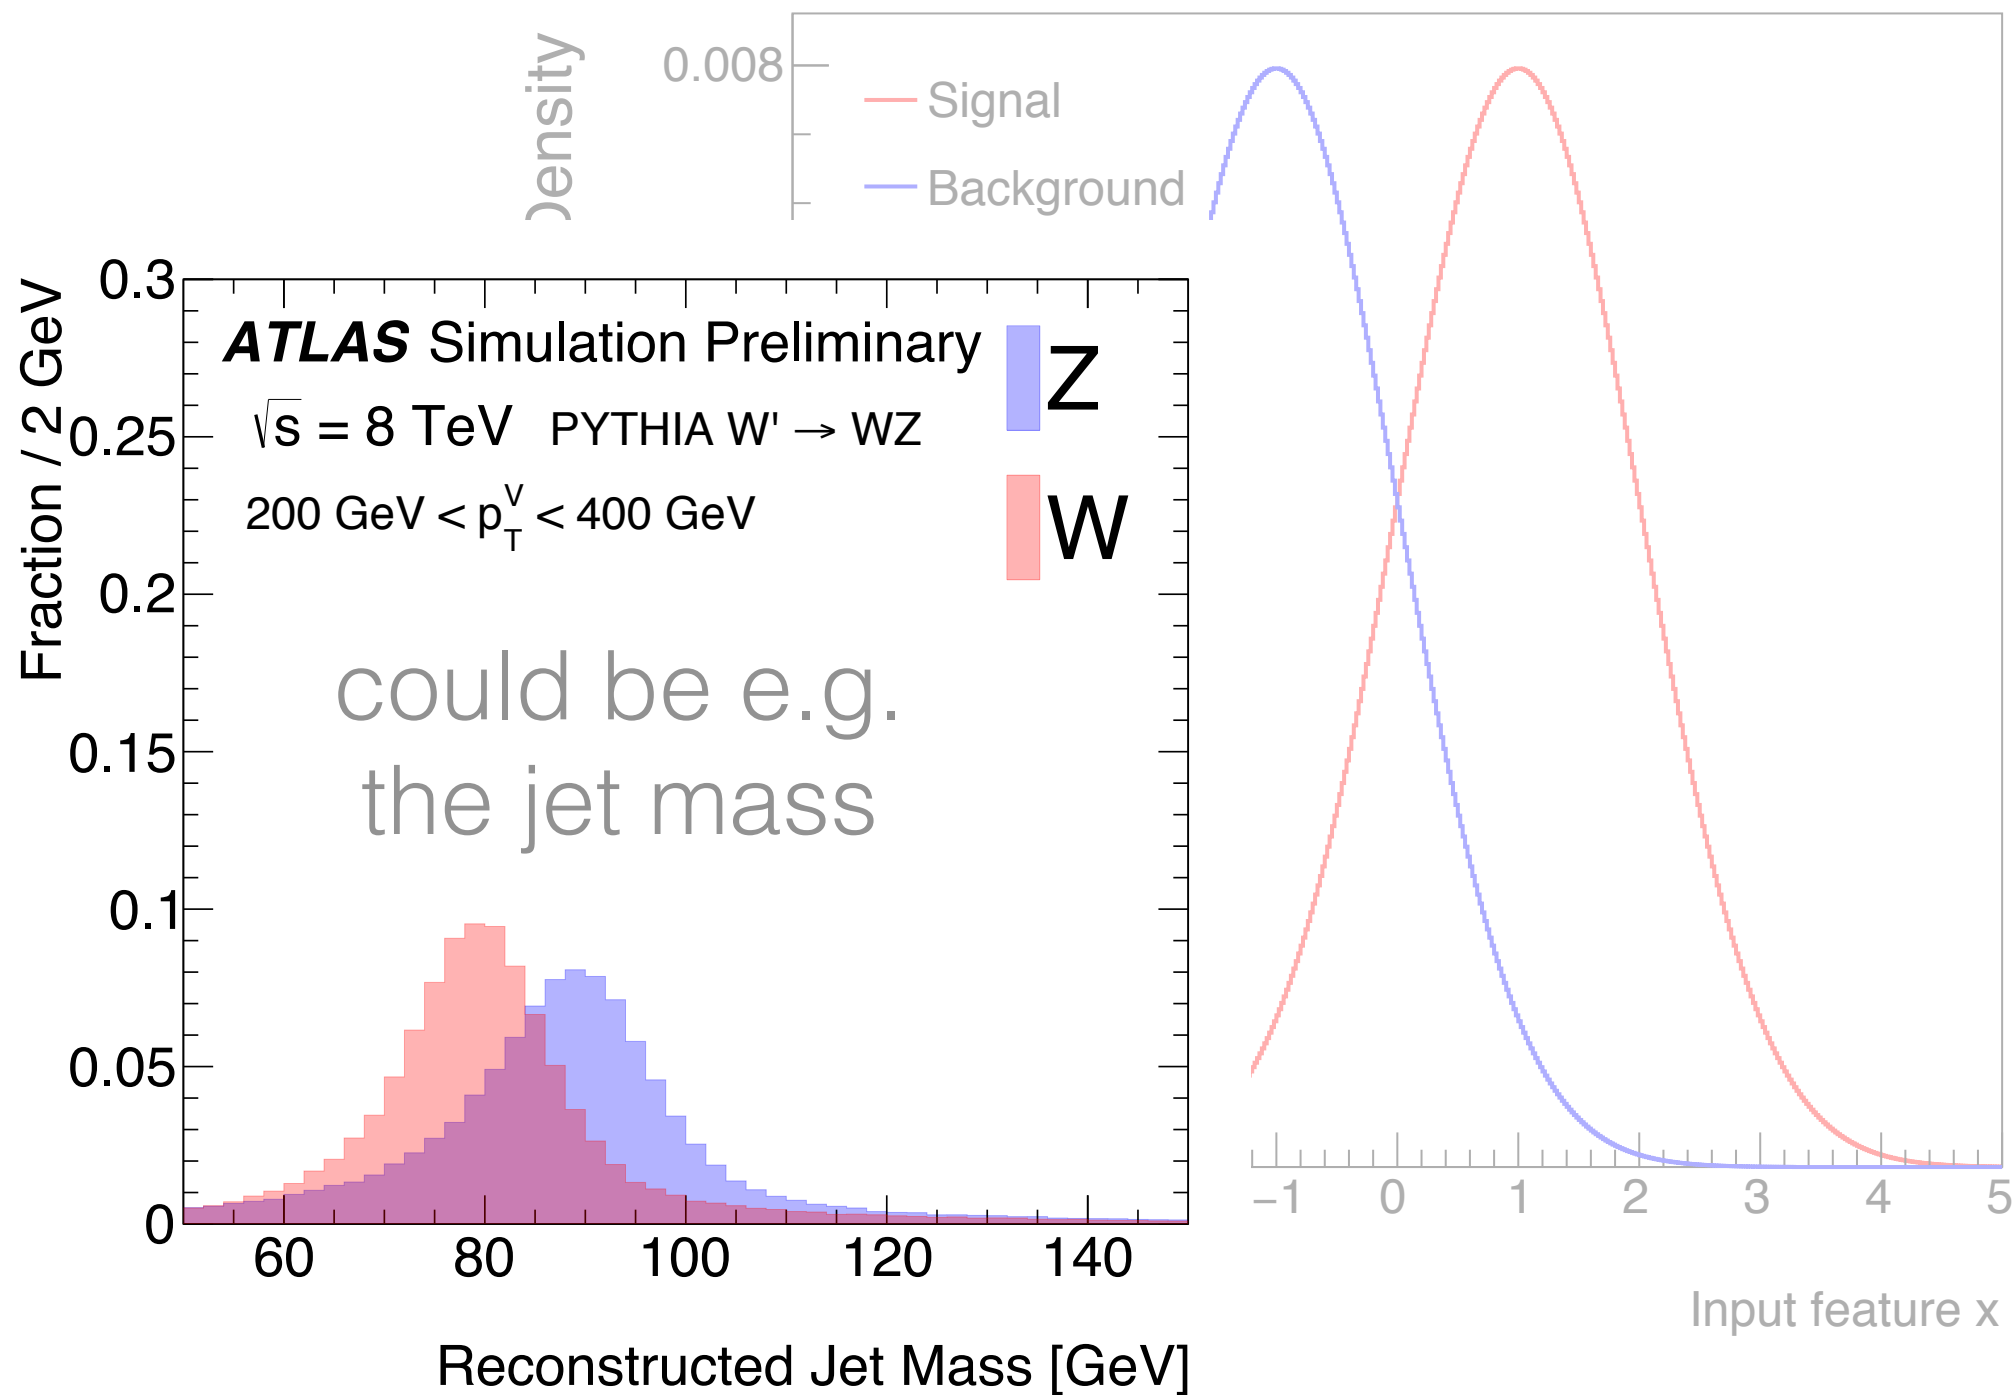 Density
0.008
Signal
Background
Fraction / 2 GeV
0.3
0.25
0.2
0.15
0.1
0.05
0
ATLAS Simulation Preliminary
√s = 8 TeV PYTHIA W' → WZ
200 GeV < p_T^V < 400 GeV
Z
W
could be e.g.
the jet mass
60 80 100 120 140
Reconstructed Jet Mass [GeV]
−1 0 1 2 3 4 5
Input feature x